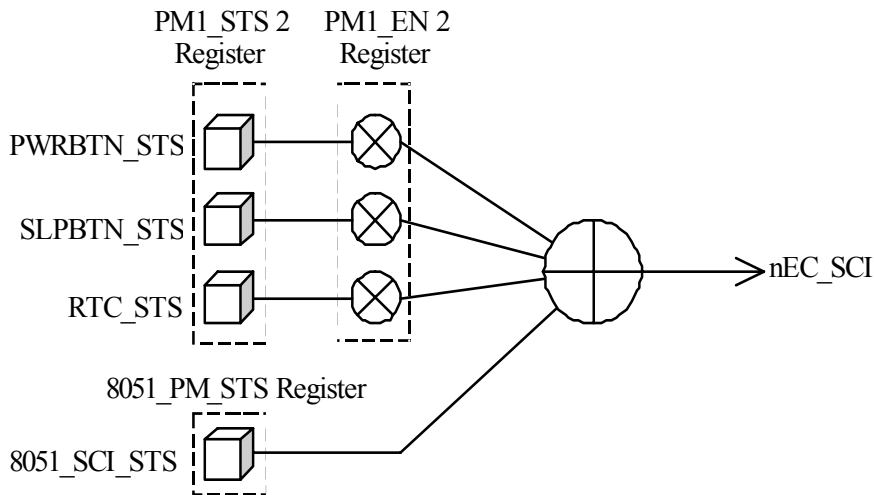 PM1_STS 2
Register
PM1_EN 2
Register
PWRBTN_STS
SLPBTN_STS
RTC_STS
nEC_SCI
8051_PM_STS Register
8051_SCI_STS